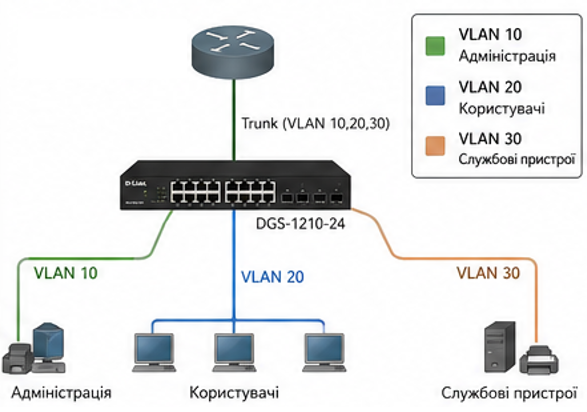 VLAN 10
Адміністрація
VLAN 20
Користувачі
VLAN 30
Службові пристрої
Trunk (VLAN 10,20,30)
D-Link
DGS-1210-24
VLAN 10
VLAN 20
VLAN 30
Адміністрація
Користувачі
Службові пристрої